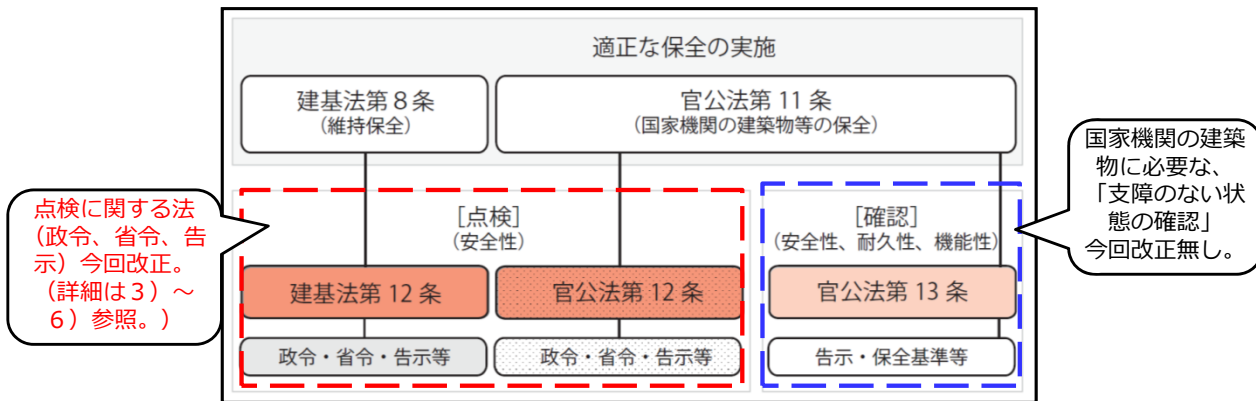 適正な保全の実施
建基法第８条
（維持保全）
官公法第 11 条
（国家機関の建築物等の保全）
国家機関の建築
物に必要な、
「支障のない状
態の確認」
今回改正無し。
点検に関する法
（政令、省令、告
示）今回改正。
（詳細は３）～
６）参照。）
［点検］
（安全性）
［確認］
（安全性、耐久性、機能性）
建基法第 12 条
官公法第 12 条
官公法第 13 条
政令・省令・告示等
政令・省令・告示等
告示・保全基準等